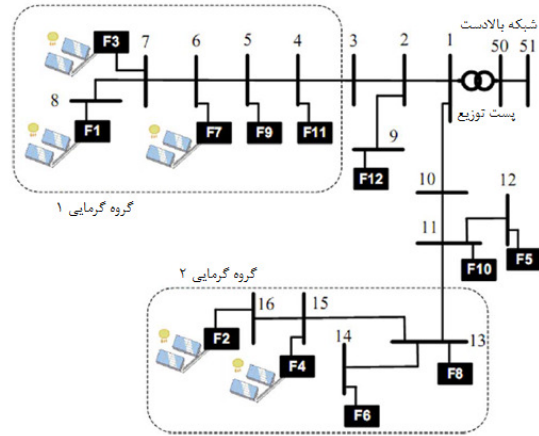 شبکه بالادست
51
50
1
2
3
4
5
6
7
F3
8
F1
F7
F9
F11
9
F12
پست توزیع
گروه گرمایی ۱
10
12
11
F10
F5
گروه گرمایی ۲
16
15
14
13
F2
F4
F8
F6